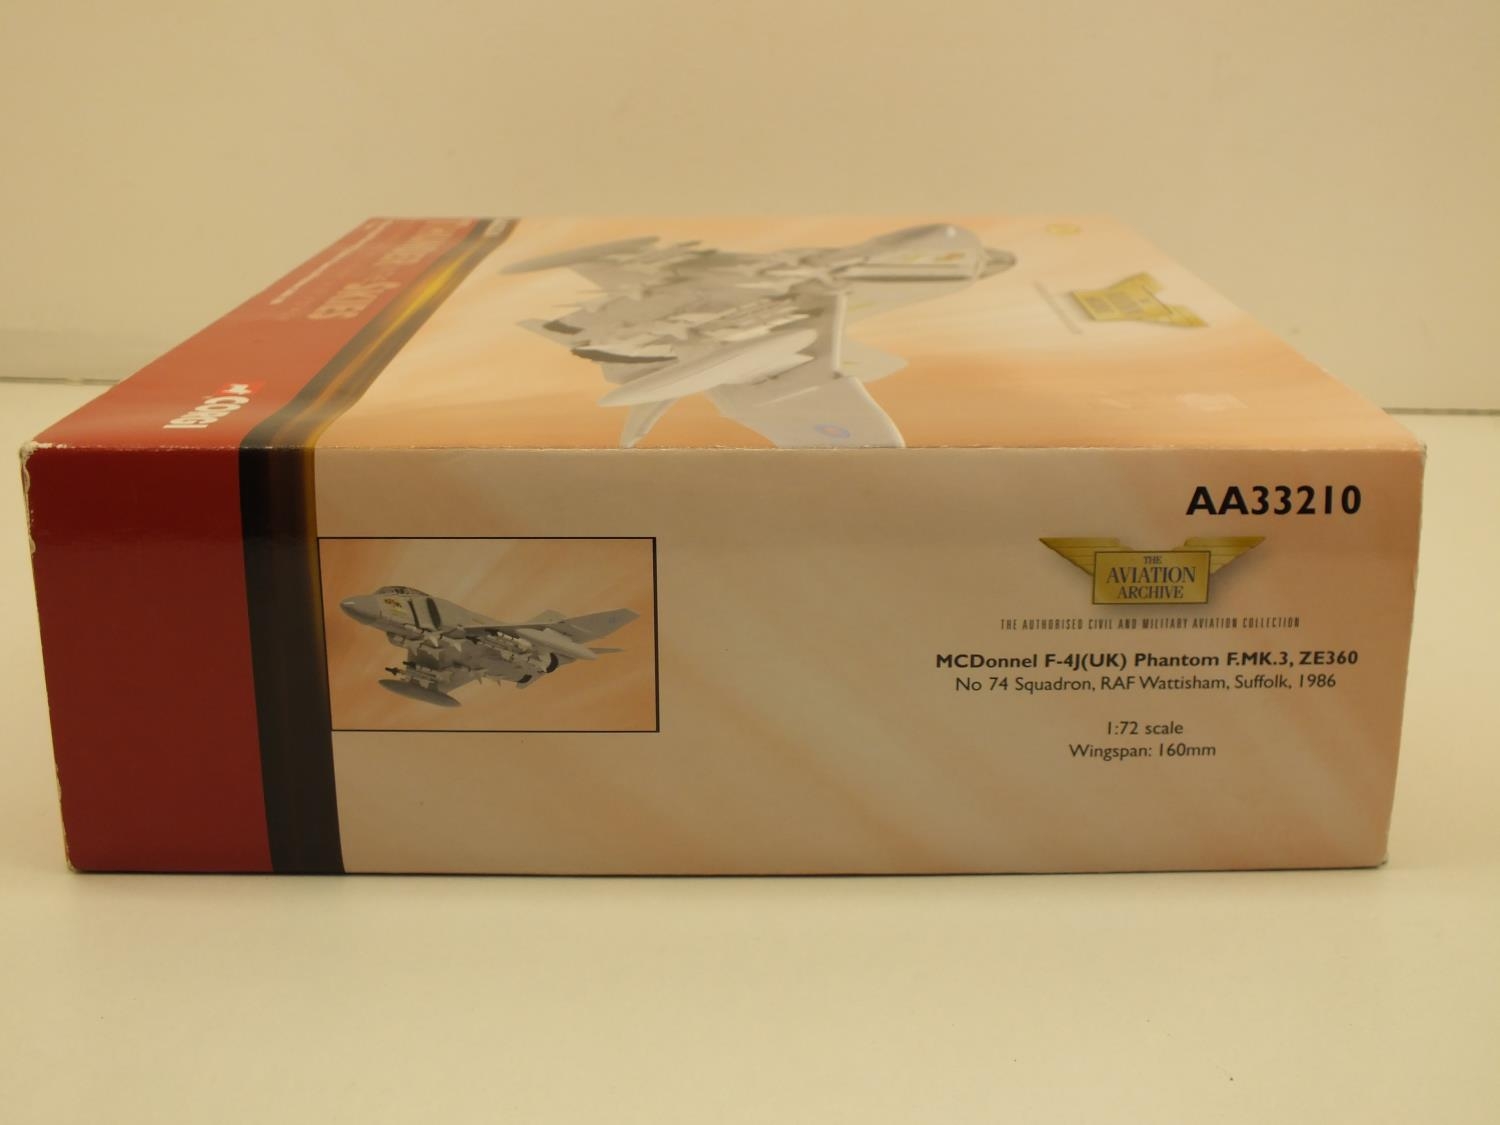 CORGI
AA33210
THE
AVIATION
ARCHIVE
THE AUTHORISED CIVIL AND MILITARY AVIATION COLLECTION
MCDonnel F-4J(UK) Phantom F.MK.3, ZE360
No 74 Squadron, RAF Wattisham, Suffolk, 1986
1:72 scale
Wingspan: 160mm